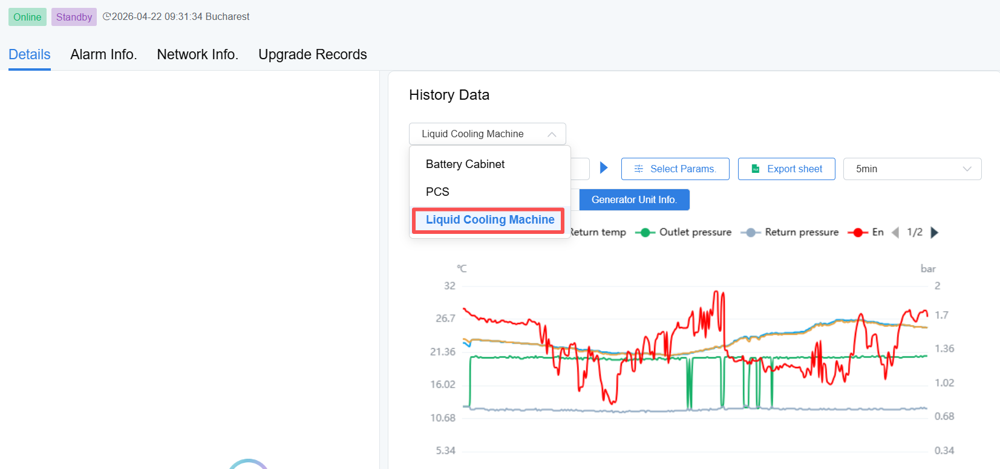 Online Standby 2026-04-22 09:31:34 Bucharest
Details Alarm Info. Network Info. Upgrade Records
History Data
Liquid Cooling Machine
Battery Cabinet
PCS
Liquid Cooling Machine
Select Params. Export sheet 5min
Generator Unit Info.
Return temp Outlet pressure Return pressure En 1/2
℃ bar
32 2
26.7 1.7
21.36 1.36
16.02 1.02
10.68 0.68
5.34 0.34